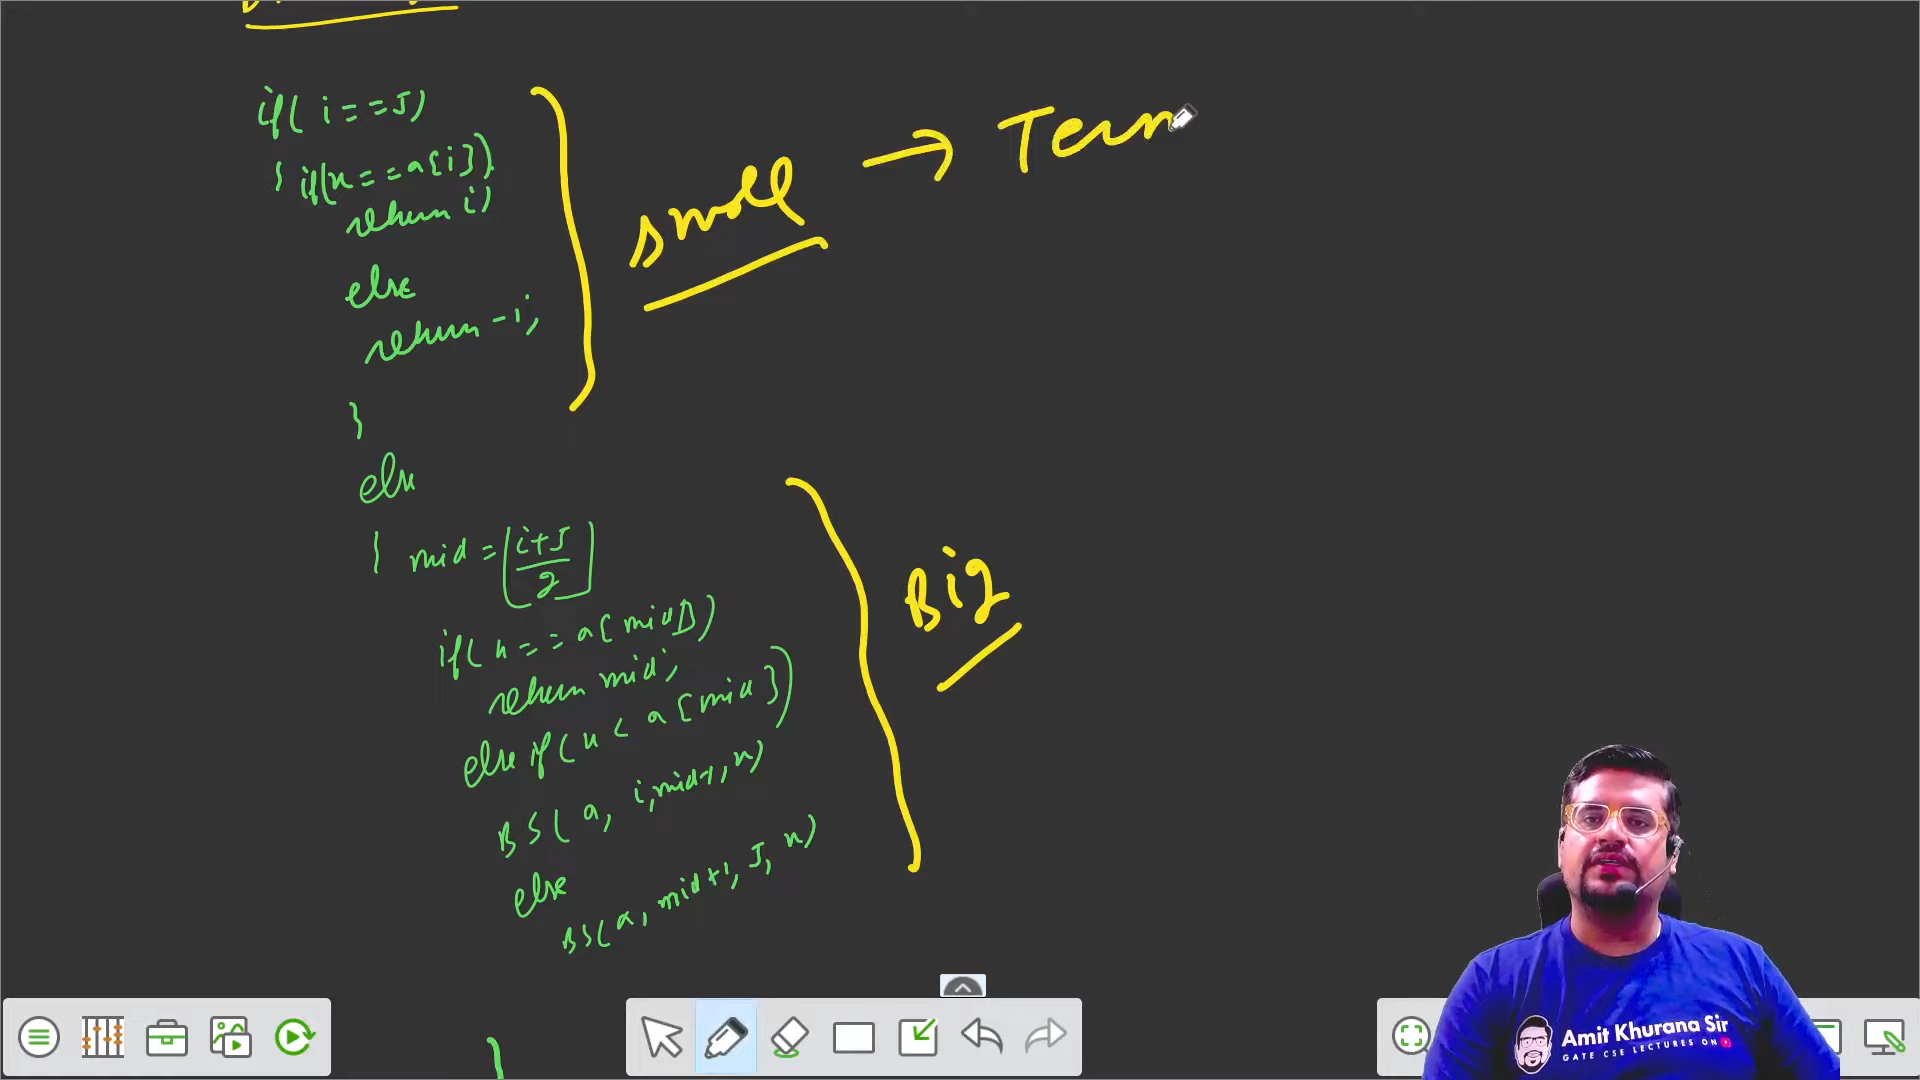 if( i==J)
{ if(x==a[i])
return i)
else
return -i;
}
else
{ mid = [i+J/2]
if( x==a[mid])
return mid;
else if( x < a[mid])
BS( a, i, mid-1, x)
else
BS( a, mid+1, J, x)
}
small → Term
Big
Amit Khurana Sir
GATE CSE LECTURES ON